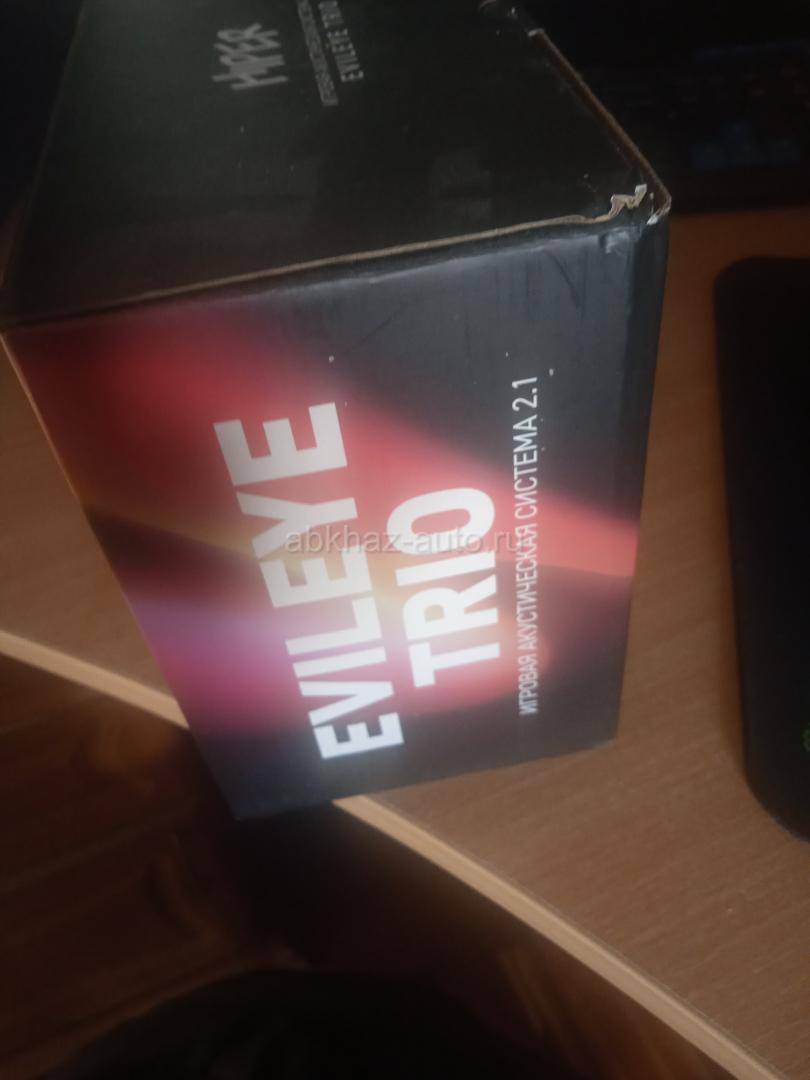 HIPER
EVILEYE TRIO
EVILEYE
TRIO
ИГРОВАЯ АКУСТИЧЕСКАЯ СИСТЕМА 2.1
abkhaz-auto.ru